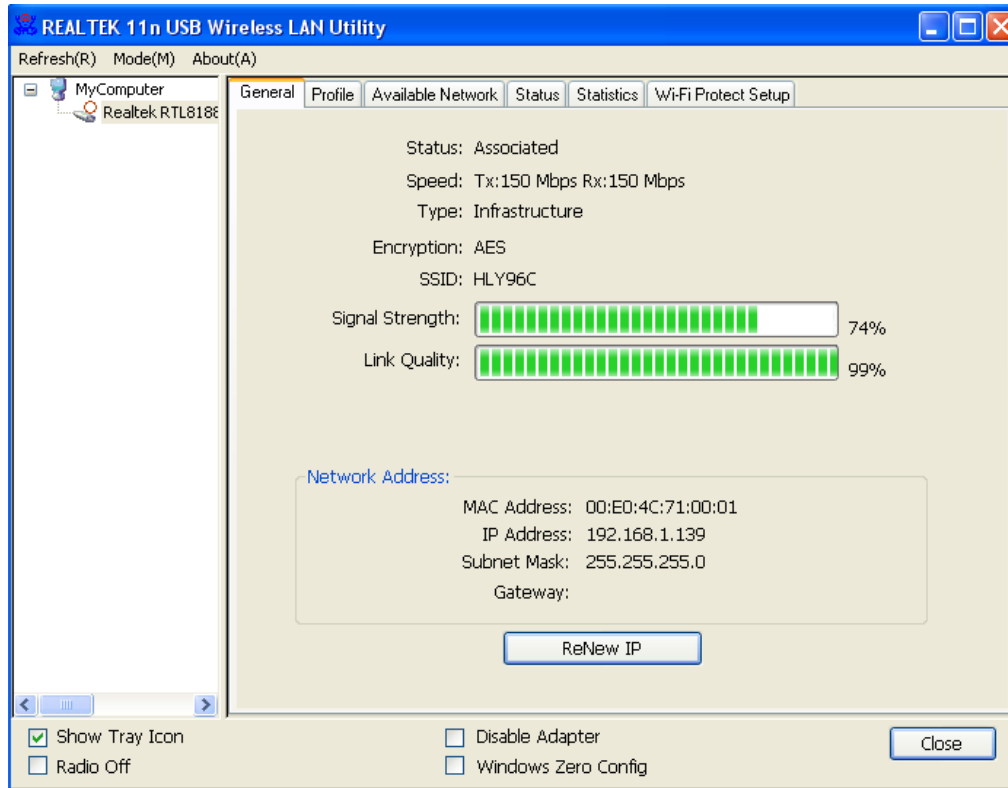 REALTEK 11n USB Wireless LAN Utility
Refresh(R) Mode(M) About(A)
MyComputer
Realtek RTL8188
General Profile Available Network Status Statistics Wi-Fi Protect Setup
Status: Associated
Speed: Tx:150 Mbps Rx:150 Mbps
Type: Infrastructure
Encryption: AES
SSID: HLY96C
Signal Strength: 74%
Link Quality: 99%
Network Address:
MAC Address: 00:E0:4C:71:00:01
IP Address: 192.168.1.139
Subnet Mask: 255.255.255.0
Gateway:
ReNew IP
Show Tray Icon
Radio Off
Disable Adapter
Windows Zero Config
Close